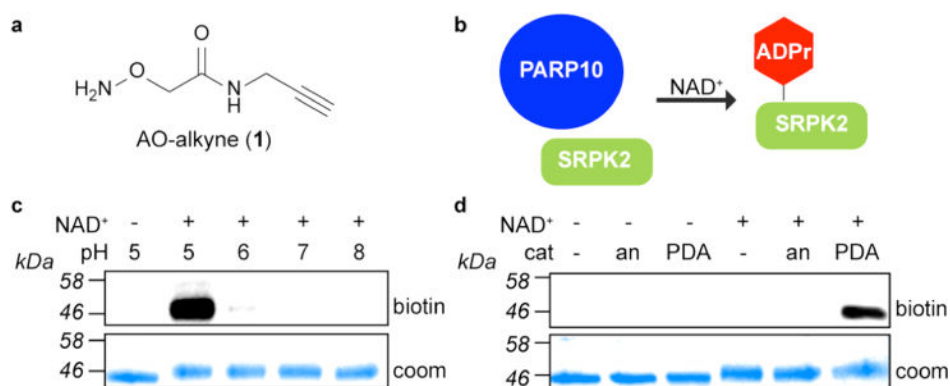 a
O
H₂N
O
N
H
AO-alkyne (1)
b
PARP10
SRPK2
NAD⁺
ADPr
SRPK2
c
NAD⁺ - + + + +
kDa pH 5 5 6 7 8
58
46
biotin
58
46
coom
d
NAD⁺ - - - + + +
kDa cat - an PDA - an PDA
58
46
biotin
58
46
coom